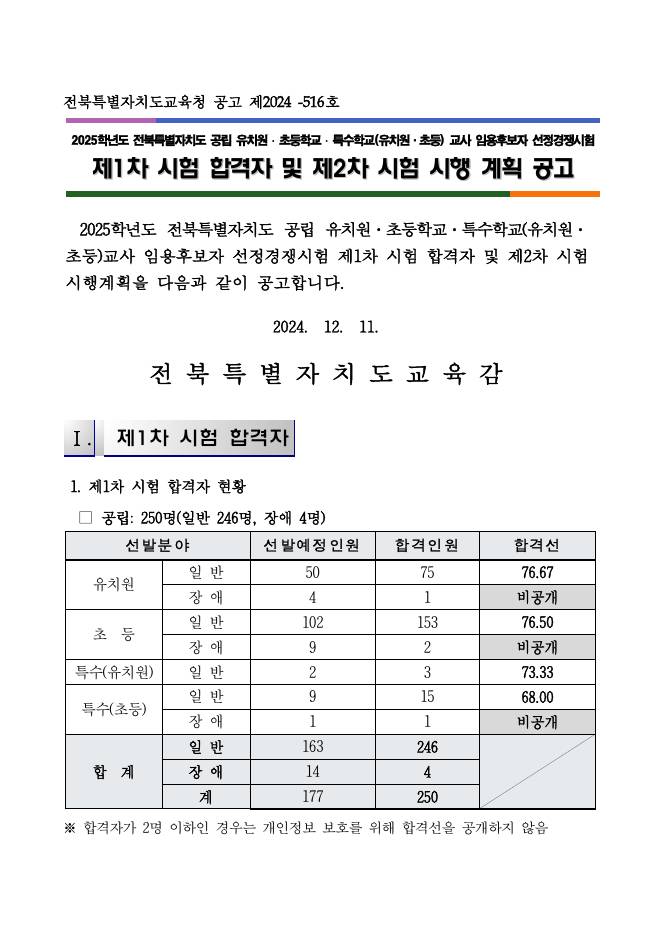 전북특별자치도교육청 공고 제2024 -516호
2025학년도 전북특별자치도 공립 유치원 · 초등학교 · 특수학교(유치원 · 초등) 교사 임용후보자 선정경쟁시험
제1차 시험 합격자 및 제2차 시험 시행 계획 공고
2025학년도 전북특별자치도 공립 유치원 · 초등학교 · 특수학교(유치원 ·
초등)교사 임용후보자 선정경쟁시험 제1차 시험 합격자 및 제2차 시험
시행계획을 다음과 같이 공고합니다.
2024. 12. 11.
전 북 특 별 자 치 도 교 육 감
Ⅰ. 제1차 시험 합격자
1. 제1차 시험 합격자 현황
□ 공립: 250명(일반 246명, 장애 4명)
선발분야 선발예정인원 합격인원 합격선
유치원 일 반 50 75 76.67
장 애 4 1 비공개
초 등 일 반 102 153 76.50
장 애 9 2 비공개
특수(유치원) 일 반 2 3 73.33
특수(초등) 일 반 9 15 68.00
장 애 1 1 비공개
합 계 일 반 163 246
장 애 14 4
계 177 250
※ 합격자가 2명 이하인 경우는 개인정보 보호를 위해 합격선을 공개하지 않음